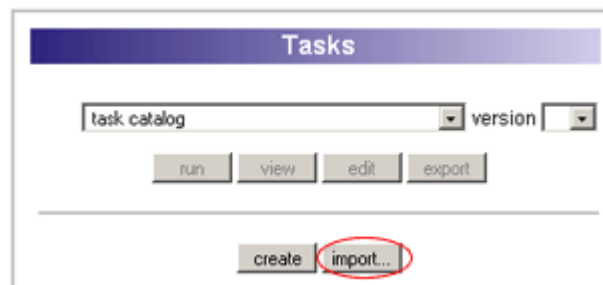 Tasks
task catalog version
run view edit export
create import...